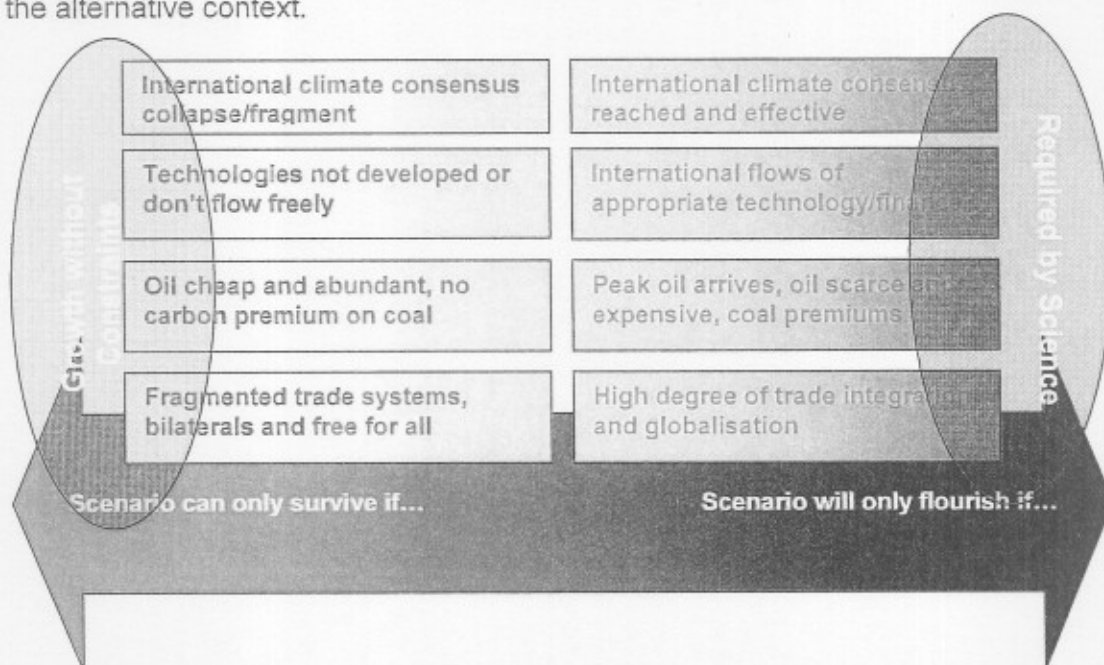 the alternative context.
International climate consensus
collapse/fragment
International climate consensus
reached and effective
Technologies not developed or
don't flow freely
International flows of
appropriate technology/finance
Oil cheap and abundant, no
carbon premium on coal
Peak oil arrives, oil scarce and
expensive, coal premiums
Fragmented trade systems,
bilaterals and free for all
High degree of trade integration
and globalisation
Growth without
Constraints
Required by Science
Scenario can only survive if...
Scenario will only flourish if...